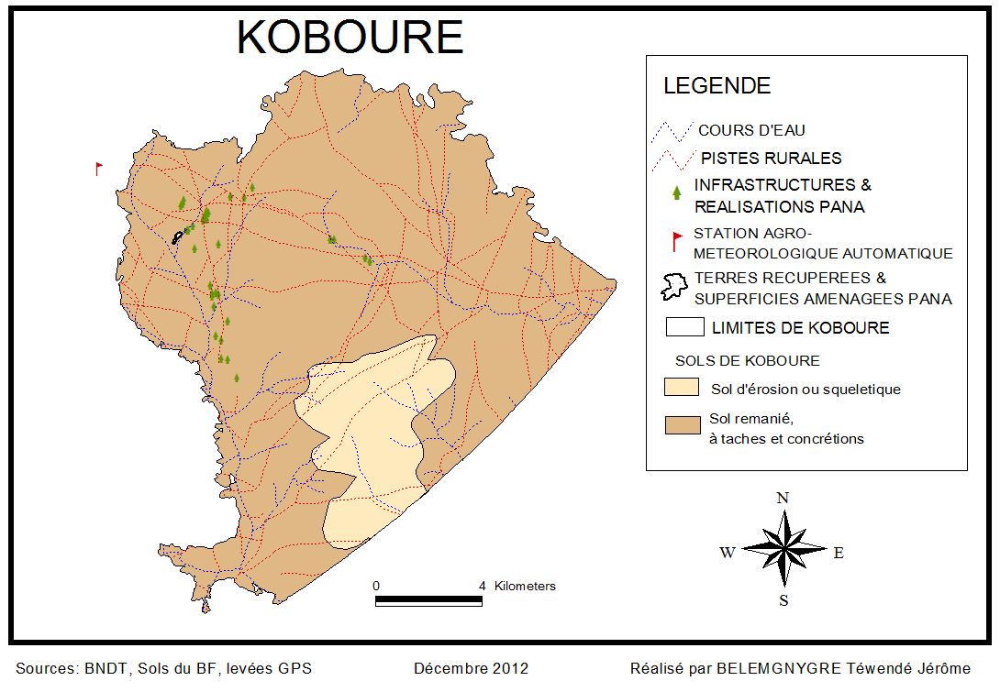 KOBOURE
LEGENDE
COURS D'EAU
PISTES RURALES
INFRASTRUCTURES &
REALISATIONS PANA
STATION AGRO-
METEOROLOGIQUE AUTOMATIQUE
TERRES RECUPEREES &
SUPERFICIES AMENAGEES PANA
LIMITES DE KOBOURE
SOLS DE KOBOURE
Sol d'érosion ou squeletique
Sol remanié,
à taches et concrétions
N
W E
S
0 4 Kilometers
Sources: BNDT, Sols du BF, levées GPS Décembre 2012 Réalisé par BELEMGNYGRE Téwendé Jérôme